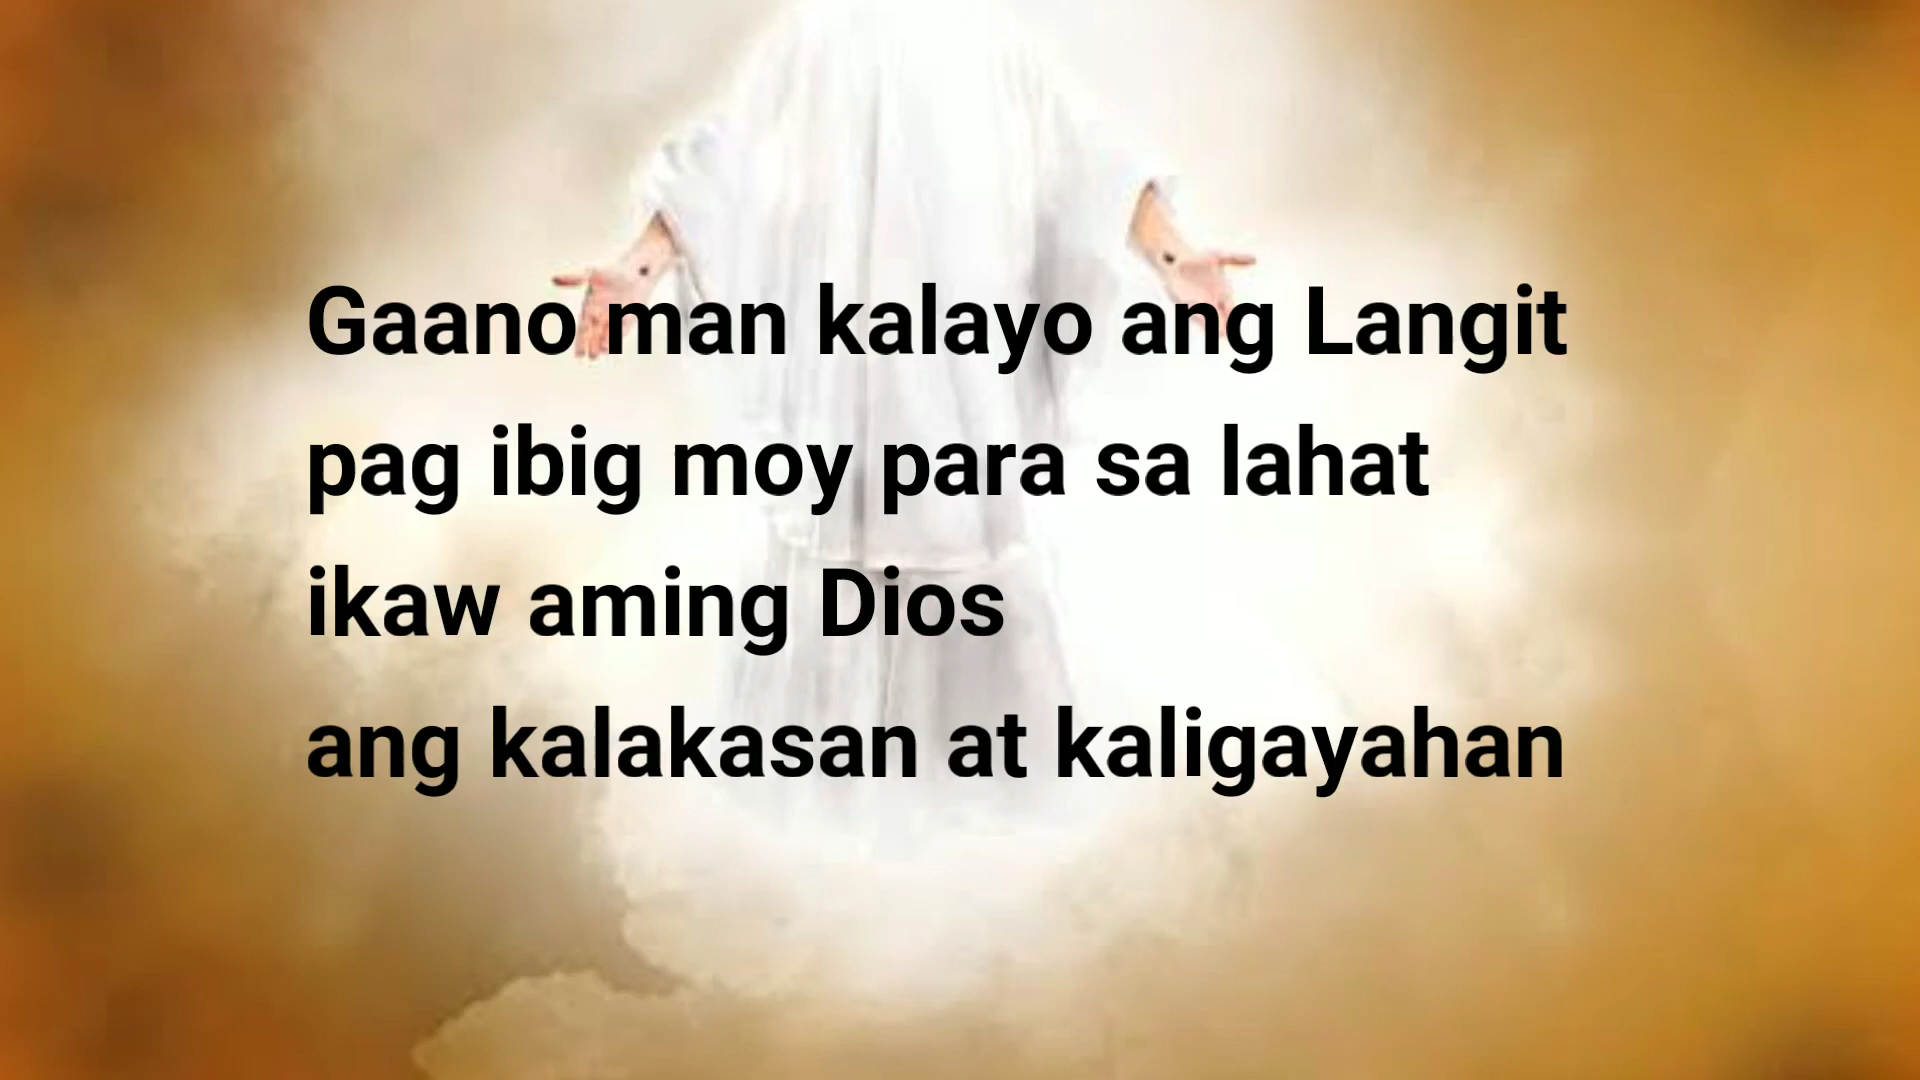 Gaano man kalayo ang Langit
pag ibig moy para sa lahat
ikaw aming Dios
ang kalakasan at kaligayahan